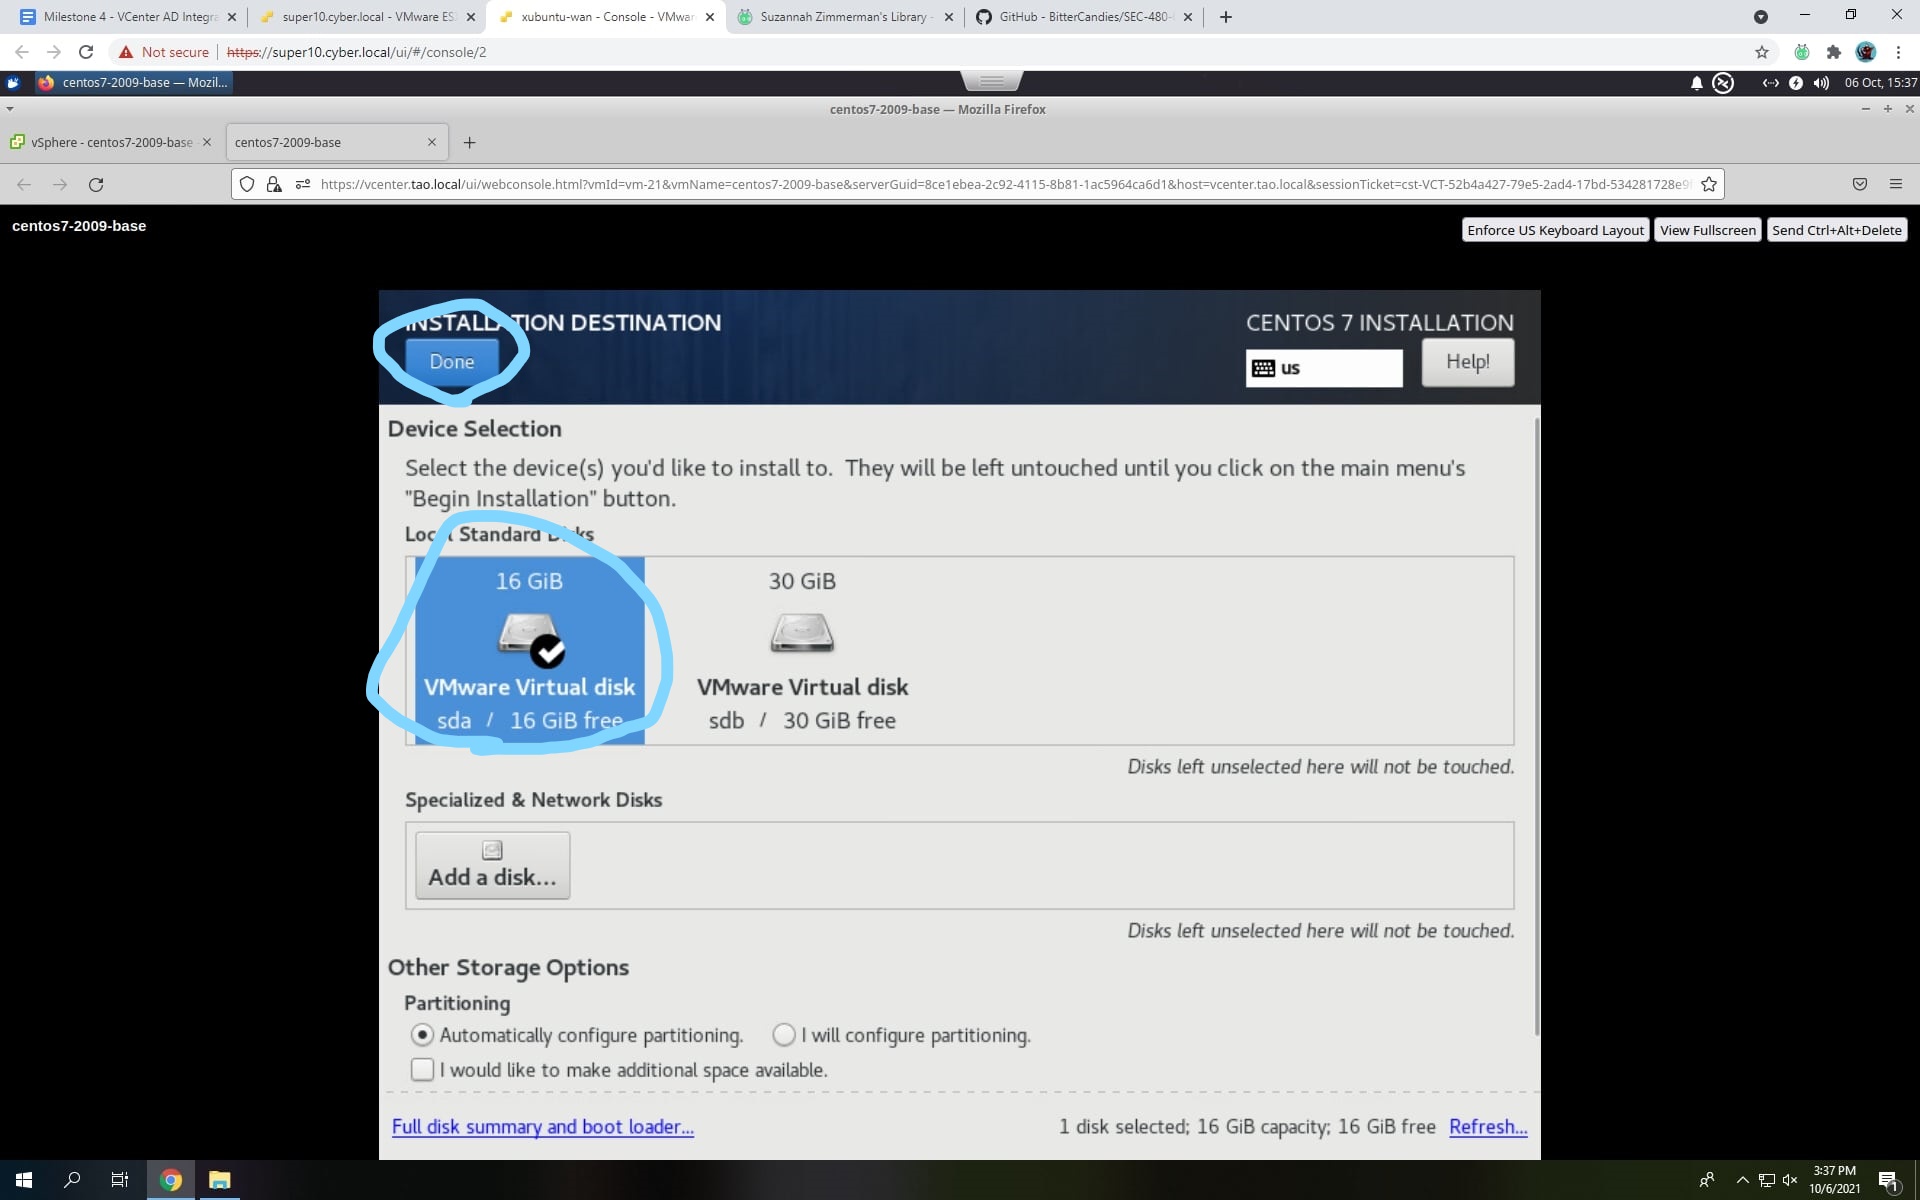 Milestone 4 - VCenter AD Integra
super10.cyber.local - VMware ES
xubuntu-wan - Console - VMwar
Suzannah Zimmerman's Library -
GitHub - BitterCandies/SEC-480-
Not secure https://super10.cyber.local/ui/#/console/2
centos7-2009-base — Mozil...
06 Oct, 15:37
centos7-2009-base — Mozilla Firefox
vSphere - centos7-2009-base -
centos7-2009-base
https://vcenter.tao.local/ui/webconsole.html?vmId=vm-21&vmName=centos7-2009-base&serverGuid=8ce1ebea-2c92-4115-8b81-1ac5964ca6d1&host=vcenter.tao.local&sessionTicket=cst-VCT-52b4a427-79e5-2ad4-17bd-534281728e9f
centos7-2009-base
Enforce US Keyboard Layout View Fullscreen Send Ctrl+Alt+Delete
INSTALLATION DESTINATION
CENTOS 7 INSTALLATION
Done
us
Help!
Device Selection
Select the device(s) you'd like to install to. They will be left untouched until you click on the main menu's
"Begin Installation" button.
Local Standard Disks
16 GiB
VMware Virtual disk
sda / 16 GiB free
30 GiB
VMware Virtual disk
sdb / 30 GiB free
Disks left unselected here will not be touched.
Specialized & Network Disks
Add a disk...
Disks left unselected here will not be touched.
Other Storage Options
Partitioning
Automatically configure partitioning. I will configure partitioning.
I would like to make additional space available.
Full disk summary and boot loader...
1 disk selected; 16 GiB capacity; 16 GiB free Refresh...
3:37 PM
10/6/2021
1